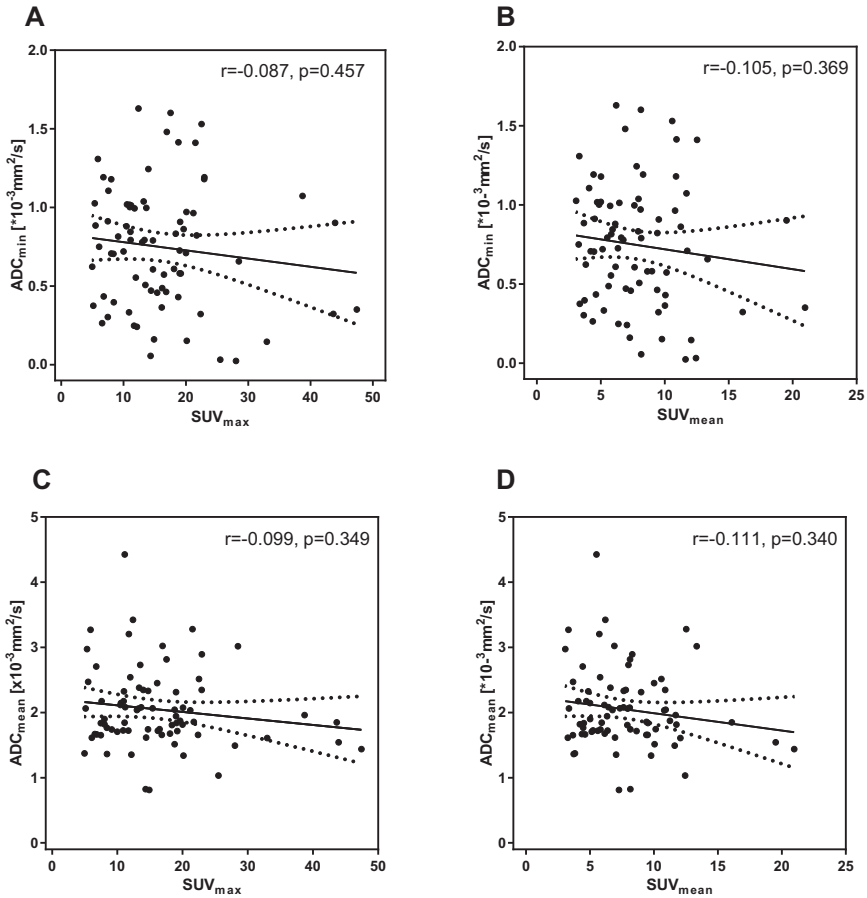 A
r=-0.087, p=0.457
2.0
1.5
1.0
0.5
0.0
ADCmin [*10-3mm2/s]
0 10 20 30 40 50
SUVmax
B
r=-0.105, p=0.369
2.0
1.5
1.0
0.5
0.0
ADCmin [*10-3mm2/s]
0 5 10 15 20 25
SUVmean
C
r=-0.099, p=0.349
5
4
3
2
1
0
ADCmean [x10-3mm2/s]
0 10 20 30 40 50
SUVmax
D
r=-0.111, p=0.340
5
4
3
2
1
0
ADCmean [*10-3mm2/s]
0 5 10 15 20 25
SUVmean